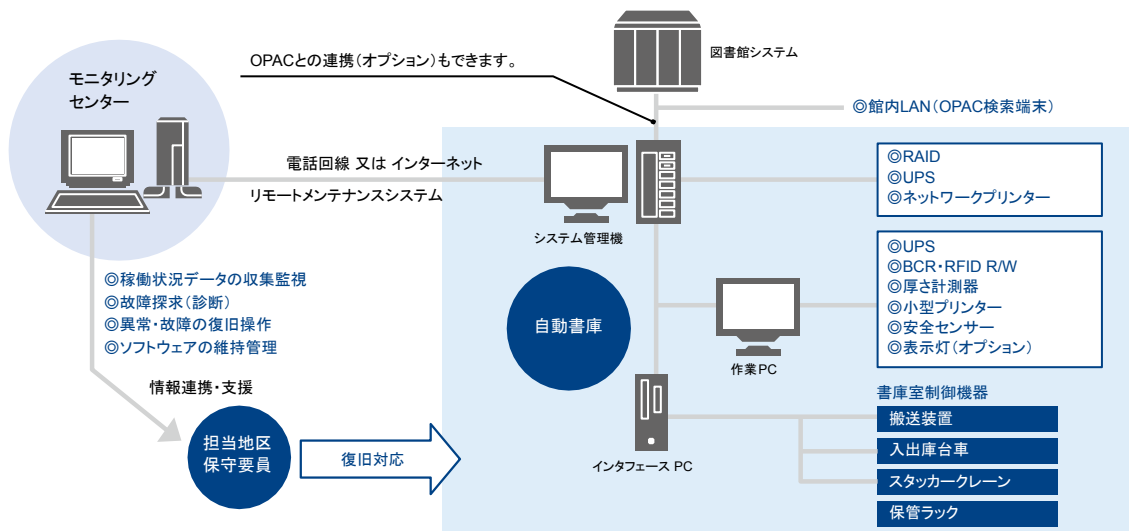 図書館システム
OPACとの連携(オプション)もできます。
モニタリング
センター
◎館内LAN(OPAC検索端末)
電話回線 又は インターネット
リモートメンテナンスシステム
システム管理機
◎RAID
◎UPS
◎ネットワークプリンター
◎UPS
◎BCR・RFID R/W
◎厚さ計測器
◎小型プリンター
◎安全センサー
◎表示灯(オプション)
◎稼働状況データの収集監視
◎故障探求(診断)
◎異常・故障の復旧操作
◎ソフトウェアの維持管理
自動書庫
作業PC
情報連携・支援
書庫室制御機器
搬送装置
入出庫台車
スタッカークレーン
保管ラック
担当地区
保守要員
復旧対応
インタフェース PC